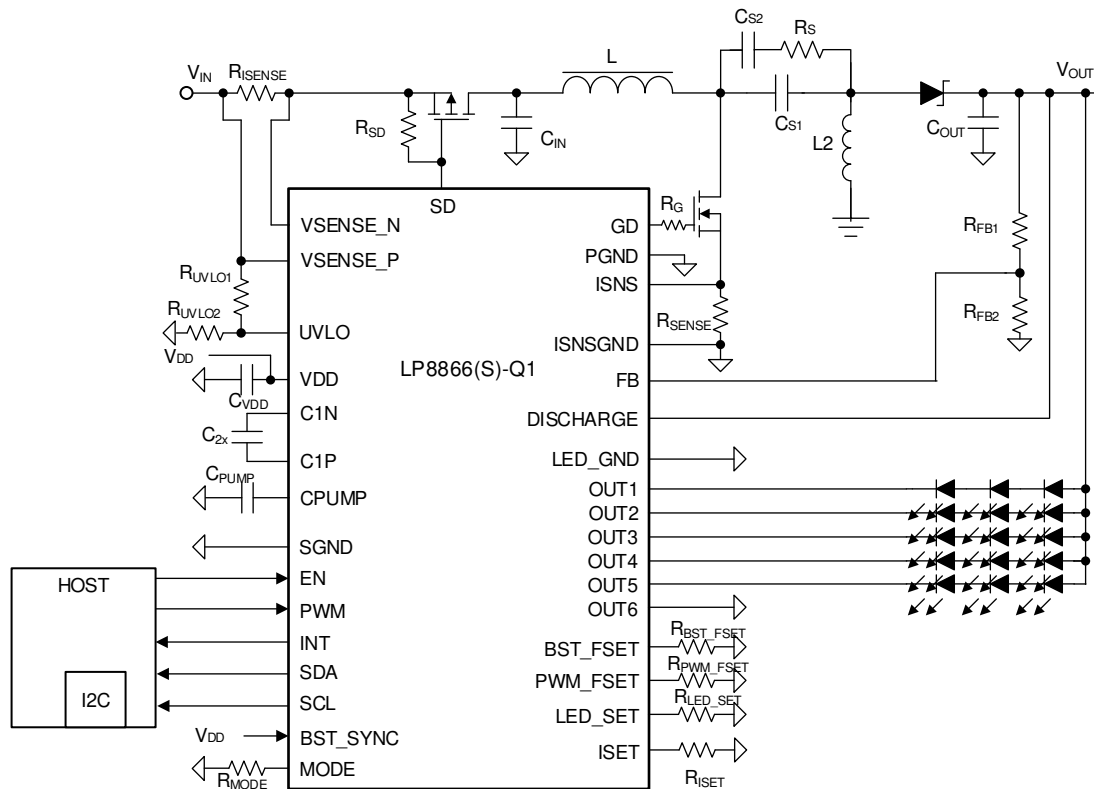 CS2
RS
L
VIN
RISENSE
VOUT
RSD
CIN
CS1
L2
COUT
SD
RG
VSENSE_N
GD
RFB1
VSENSE_P
PGND
RUVLO1
ISNS
RUVLO2
RSENSE
RFB2
UVLO
ISNSGND
VDD
LP8866(S)-Q1
VDD
FB
CVDD
C1N
DISCHARGE
C2x
C1P
LED_GND
CPUMP
CPUMP
OUT1
OUT2
SGND
OUT3
OUT4
HOST
EN
OUT5
PWM
OUT6
RBST_FSET
INT
BST_FSET
RPWM_FSET
SDA
PWM_FSET
I2C
SCL
RLED_SET
LED_SET
VDD
BST_SYNC
ISET
RMODE
MODE
RISET